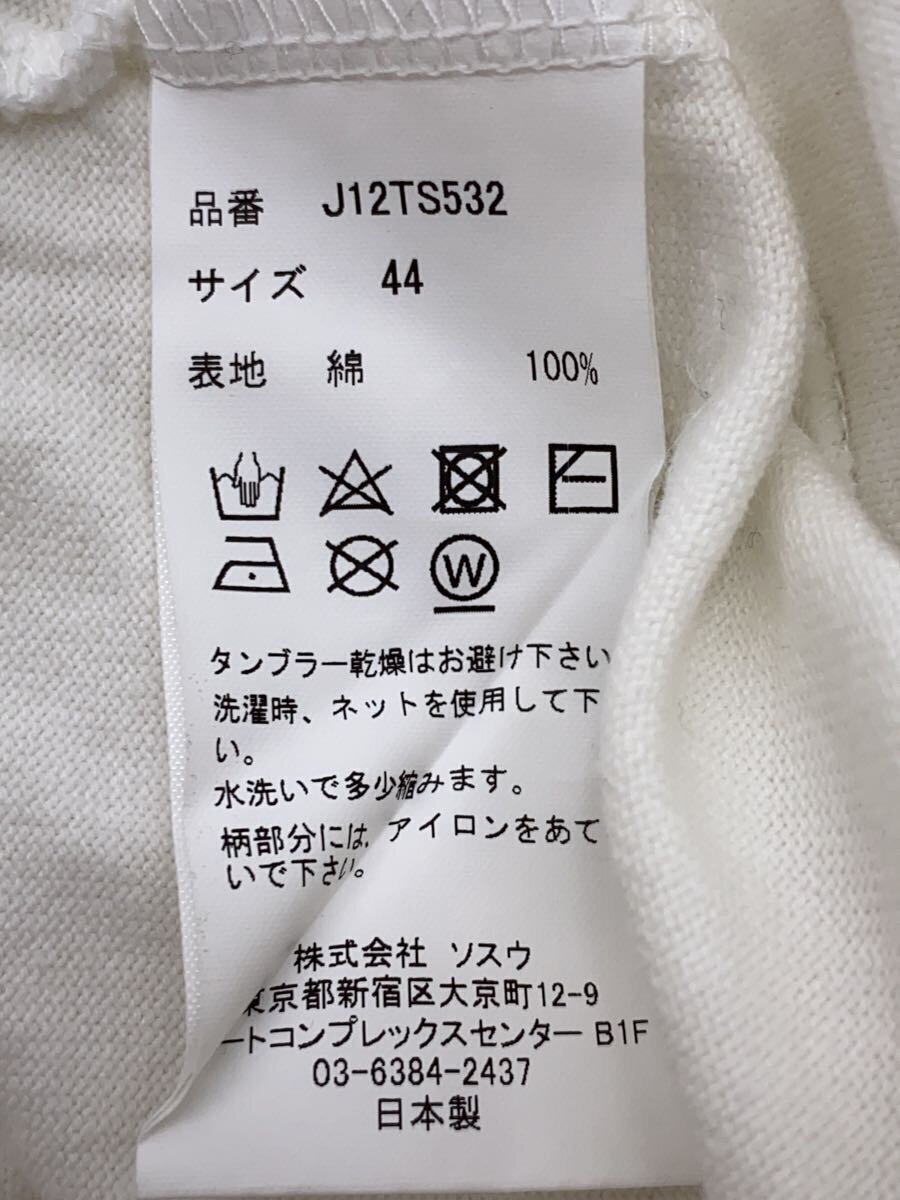 品番 J12TS532
サイズ 44
表地 綿 100%
W
タンブラー乾燥はお避け下さい
洗濯時、ネットを使用して下
い。
水洗いで多少縮みます。
柄部分には、アイロンをあて
いで下さい。
株式会社 ソスウ
東京都新宿区大京町12-9
ートコンプレックスセンター B1F
03-6384-2437
日本製